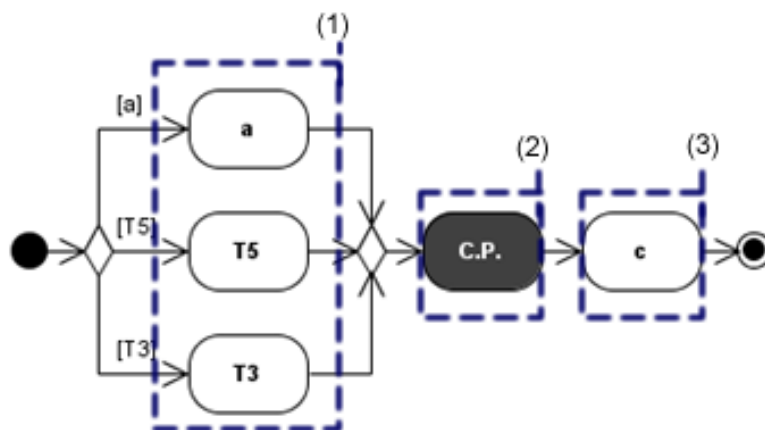 (1)
[a]
a
(2)
(3)
[T5]
T5
C.P.
c
[T3]
T3